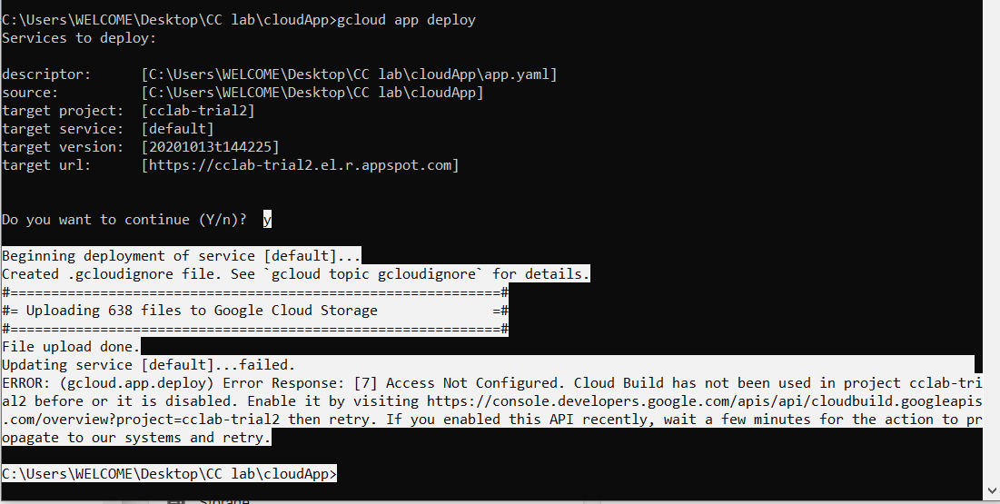 C:\Users\WELCOME\Desktop\CC lab\cloudApp>gcloud app deploy
Services to deploy:
descriptor:      [C:\Users\WELCOME\Desktop\CC lab\cloudApp\app.yaml]
source:          [C:\Users\WELCOME\Desktop\CC lab\cloudApp]
target project:  [cclab-trial2]
target service:  [default]
target version:  [20201013t144225]
target url:      [https://cclab-trial2.el.r.appspot.com]
Do you want to continue (Y/n)?  y
Beginning deployment of service [default]...
Created .gcloudignore file. See `gcloud topic gcloudignore` for details.
#============================================================#
#= Uploading 638 files to Google Cloud Storage              =#
#============================================================#
File upload done.
Updating service [default]...failed.
ERROR: (gcloud.app.deploy) Error Response: [7] Access Not Configured. Cloud Build has not been used in project cclab-tri
al2 before or it is disabled. Enable it by visiting https://console.developers.google.com/apis/api/cloudbuild.googleapis
.com/overview?project=cclab-trial2 then retry. If you enabled this API recently, wait a few minutes for the action to pr
opagate to our systems and retry.
C:\Users\WELCOME\Desktop\CC lab\cloudApp>
Storage